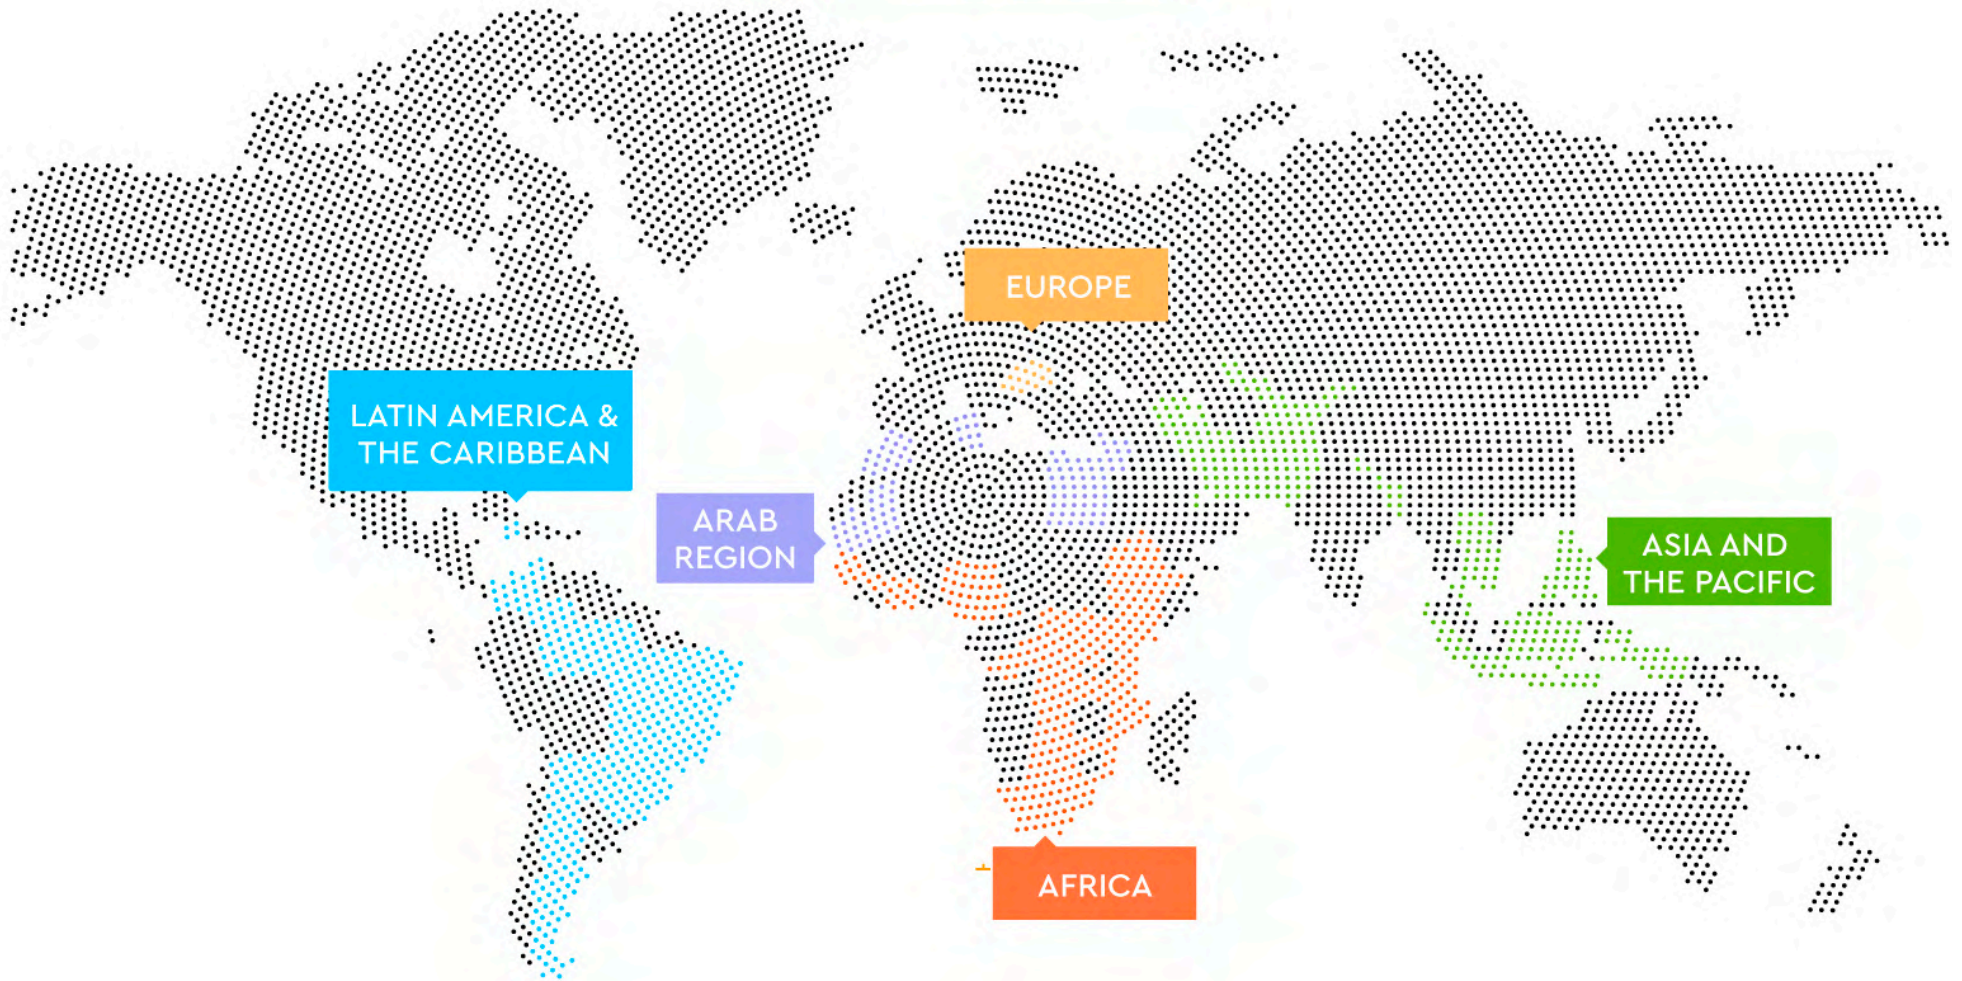 EUROPE
LATIN AMERICA &
THE CARIBBEAN
ARAB
REGION
ASIA AND
THE PACIFIC
AFRICA